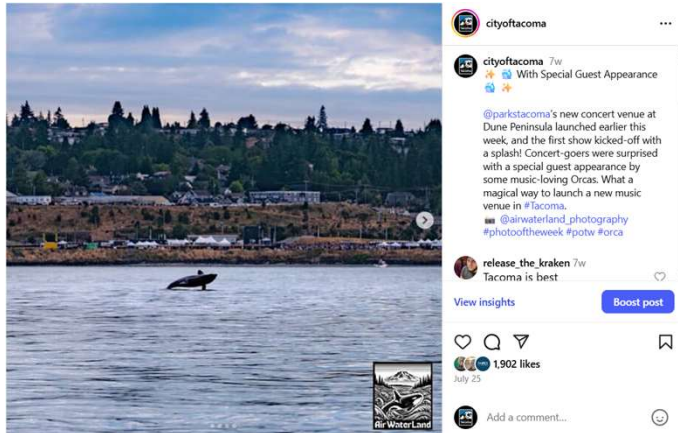 cityoftacoma
cityoftacoma 7w
With Special Guest Appearance
@parkstacoma's new concert venue at
Dune Peninsula launched earlier this
week, and the first show kicked-off with
a splash! Concert-goers were surprised
with a special guest appearance by
some music-loving Orcas. What a
magical way to launch a new music
venue in #Tacoma.
@airwaterland_photography
#photooftheweek #potw #orca
release_the_kraken 7w
Tacoma is best
View insights
Boost post
1,902 likes
July 25
Add a comment...
Air Water Land